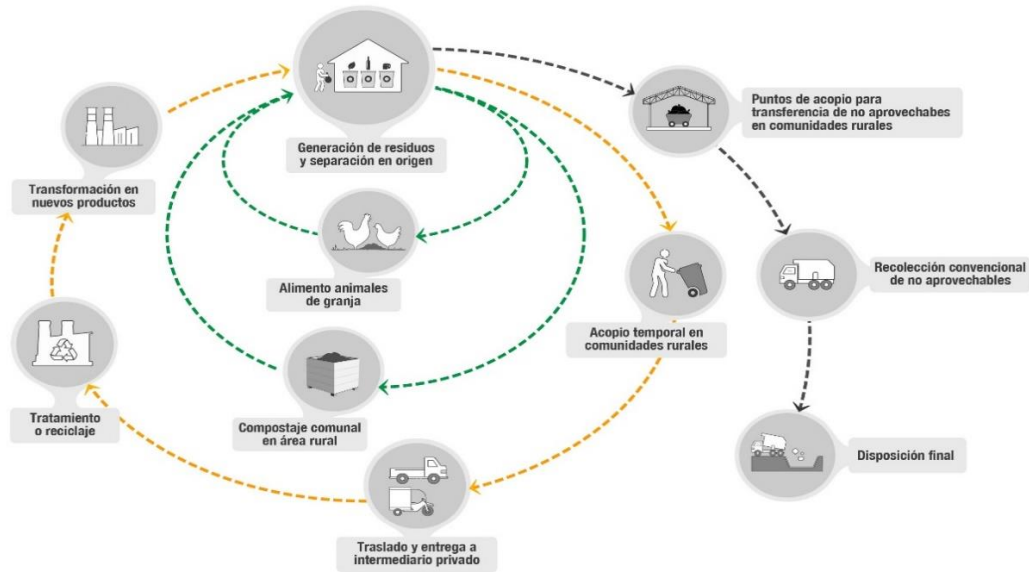 Generación de residuos
y separación en origen
Puntos de acopio para
transferencia de no aprovechabes
en comunidades rurales
Transformación en
nuevos productos
Alimento animales
de granja
Recolección convencional
de no aprovechables
Acopio temporal en
comunidades rurales
Tratamiento
o reciclaje
Compostaje comunal
en área rural
Disposición final
Traslado y entrega a
intermediario privado